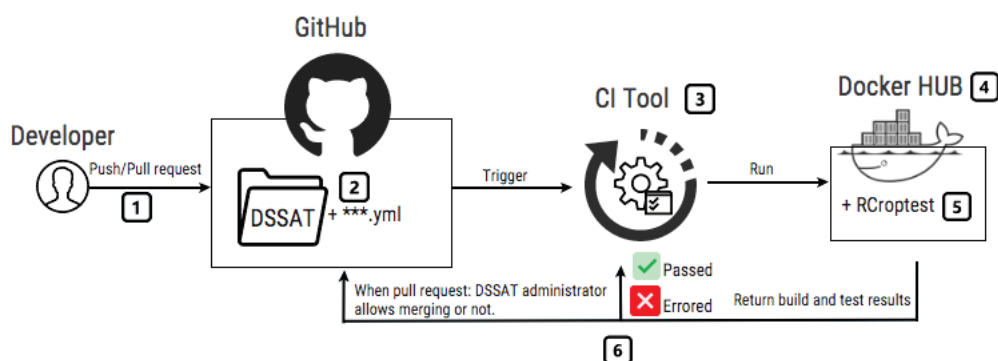 GitHub
Developer
Push/Pull request
1
DSSAT
2
+ ***.yml
Trigger
CI Tool 3
Run
Docker HUB 4
+ RCroptest 5
Passed
Errored
When pull request: DSSAT administrator
allows merging or not.
Return build and test results
6